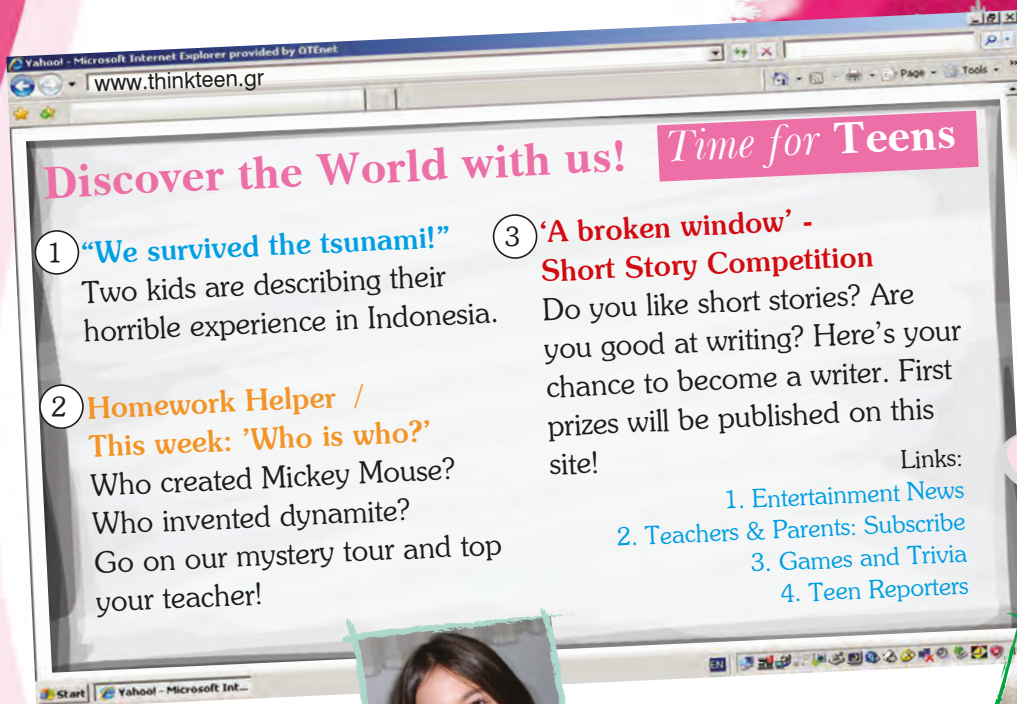 Yahoo! - Microsoft Internet Explorer provided by OTEnet
www.thinkteen.gr
Page
Tools
Discover the World with us!
Time for Teens
1
“We survived the tsunami!”
Two kids are describing their
horrible experience in Indonesia.
2
Homework Helper /
This week: ’Who is who?’
Who created Mickey Mouse?
Who invented dynamite?
Go on our mystery tour and top
your teacher!
3
‘A broken window’ -
Short Story Competition
Do you like short stories? Are
you good at writing? Here’s your
chance to become a writer. First
prizes will be published on this
site!
Links:
1. Entertainment News
2. Teachers & Parents: Subscribe
3. Games and Trivia
4. Teen Reporters
EN
Start
Yahoo! - Microsoft Int...